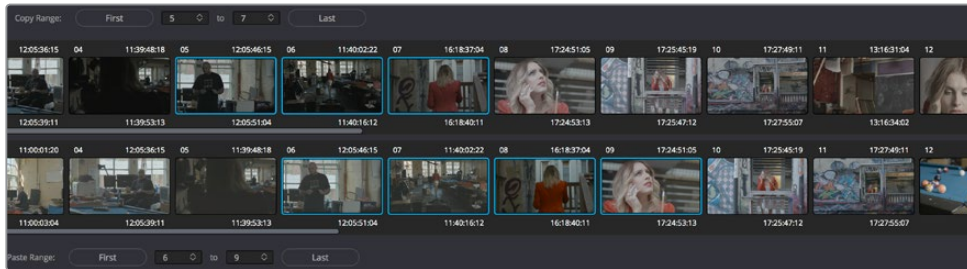 Copy Range: First 5 to 7 Last
12:05:36:15 04 11:39:48:18 05 12:05:46:15 06 11:40:02:22 07 16:18:37:04 08 17:24:51:05 09 17:25:45:19 10 17:27:49:11 11 13:16:31:04 12
12:05:39:11 11:39:53:13 12:05:51:04 11:40:16:12 16:18:40:11 17:24:53:13 17:25:47:12 17:27:55:07 13:16:34:02
11:00:01:20 04 12:05:36:15 05 11:39:48:18 06 12:05:46:15 07 11:40:02:22 08 16:18:37:04 09 17:24:51:05 10 17:25:45:19 11 17:27:49:11 12
11:00:03:04 12:05:39:11 11:39:53:13 12:05:51:04 11:40:16:12 16:18:40:11 17:24:53:13 17:25:47:12 17:27:55:07
Paste Range: First 6 to 9 Last